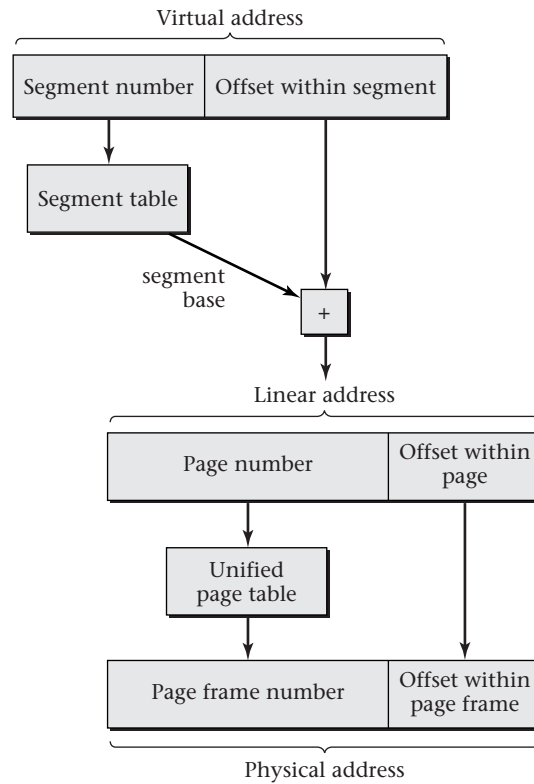 Virtual address
Segment number
Offset within segment
Segment table
segment
base
+
Linear address
Page number
Offset within
page
Unified
page table
Page frame number
Offset within
page frame
Physical address